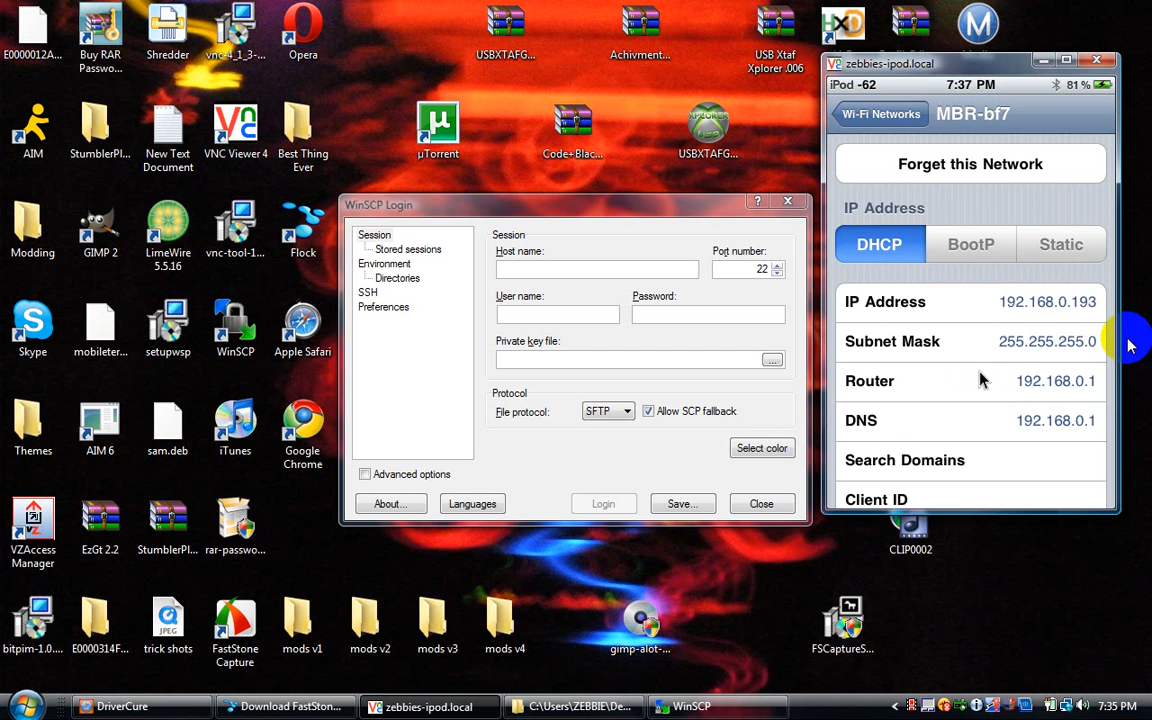 E0000012A...
Buy RAR
Passwo...
Shredder
vnc-4_1_3-...
Opera
USBXTAFG...
Achivment...
USB Xtaf
Xplorer .006
zebbies-ipod.local
iPod -62
7:37 PM
81%
Wi-Fi Networks
MBR-bf7
Forget this Network
IP Address
DHCP
BootP
Static
IP Address
192.168.0.193
Subnet Mask
255.255.255.0
Router
192.168.0.1
DNS
192.168.0.1
Search Domains
Client ID
AIM
StumblerPl...
New Text
Document
VNC Viewer 4
Best Thing
Ever
µTorrent
Code+Blac...
USBXTAFG...
Modding
GIMP 2
LimeWire
5.5.16
vnc-tool-1...
Flock
WinSCP Login
Session
Stored sessions
Environment
Directories
SSH
Preferences
Session
Host name:
Port number:
22
User name:
Password:
Private key file:
...
Protocol
File protocol:
SFTP
Allow SCP fallback
Select color
Advanced options
About...
Languages
Login
Save...
Close
Skype
mobileter...
setupwsp
WinSCP
Apple Safari
Themes
AIM 6
sam.deb
iTunes
Google
Chrome
VZAccess
Manager
EzGt 2.2
StumblerPl...
rar-passwo...
CLIP0002
bitpim-1.0....
E0000314F...
JPEG
trick shots
FastStone
Capture
mods v1
mods v2
mods v3
mods v4
gimp-alot-...
FSCaptureS...
DriverCure
Download FastSton...
zebbies-ipod.local
C:\Users\ZEBBIE\De...
WinSCP
7:35 PM